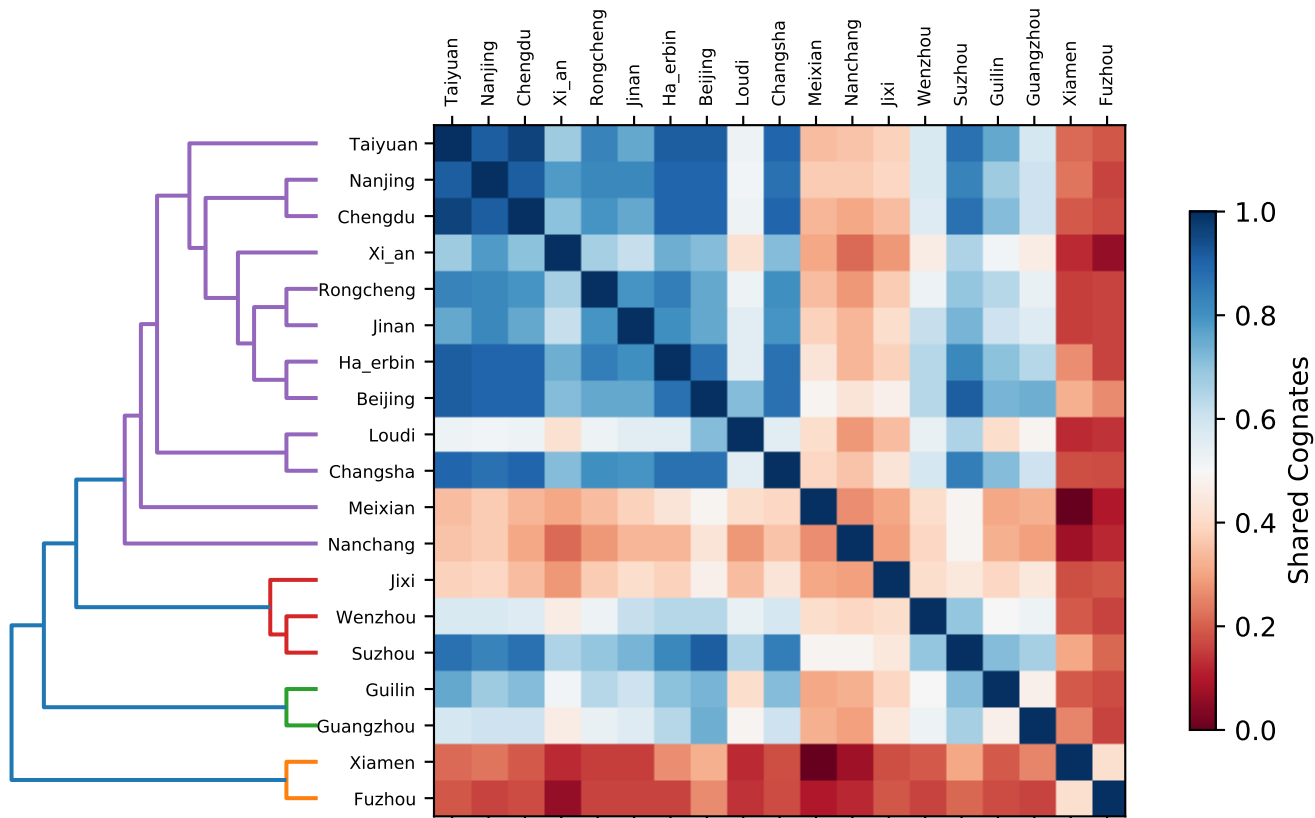 Taiyuan
Nanjing
Chengdu
Xi_an
Rongcheng
Jinan
Ha_erbin
Beijing
Loudi
Changsha
Meixian
Nanchang
Jixi
Wenzhou
Suzhou
Guilin
Guangzhou
Xiamen
Fuzhou
Taiyuan
Nanjing
Chengdu
Xi_an
Rongcheng
Jinan
Ha_erbin
Beijing
Loudi
Changsha
Meixian
Nanchang
Jixi
Wenzhou
Suzhou
Guilin
Guangzhou
Xiamen
Fuzhou
1.0
0.8
0.6
0.4
0.2
0.0
Shared Cognates